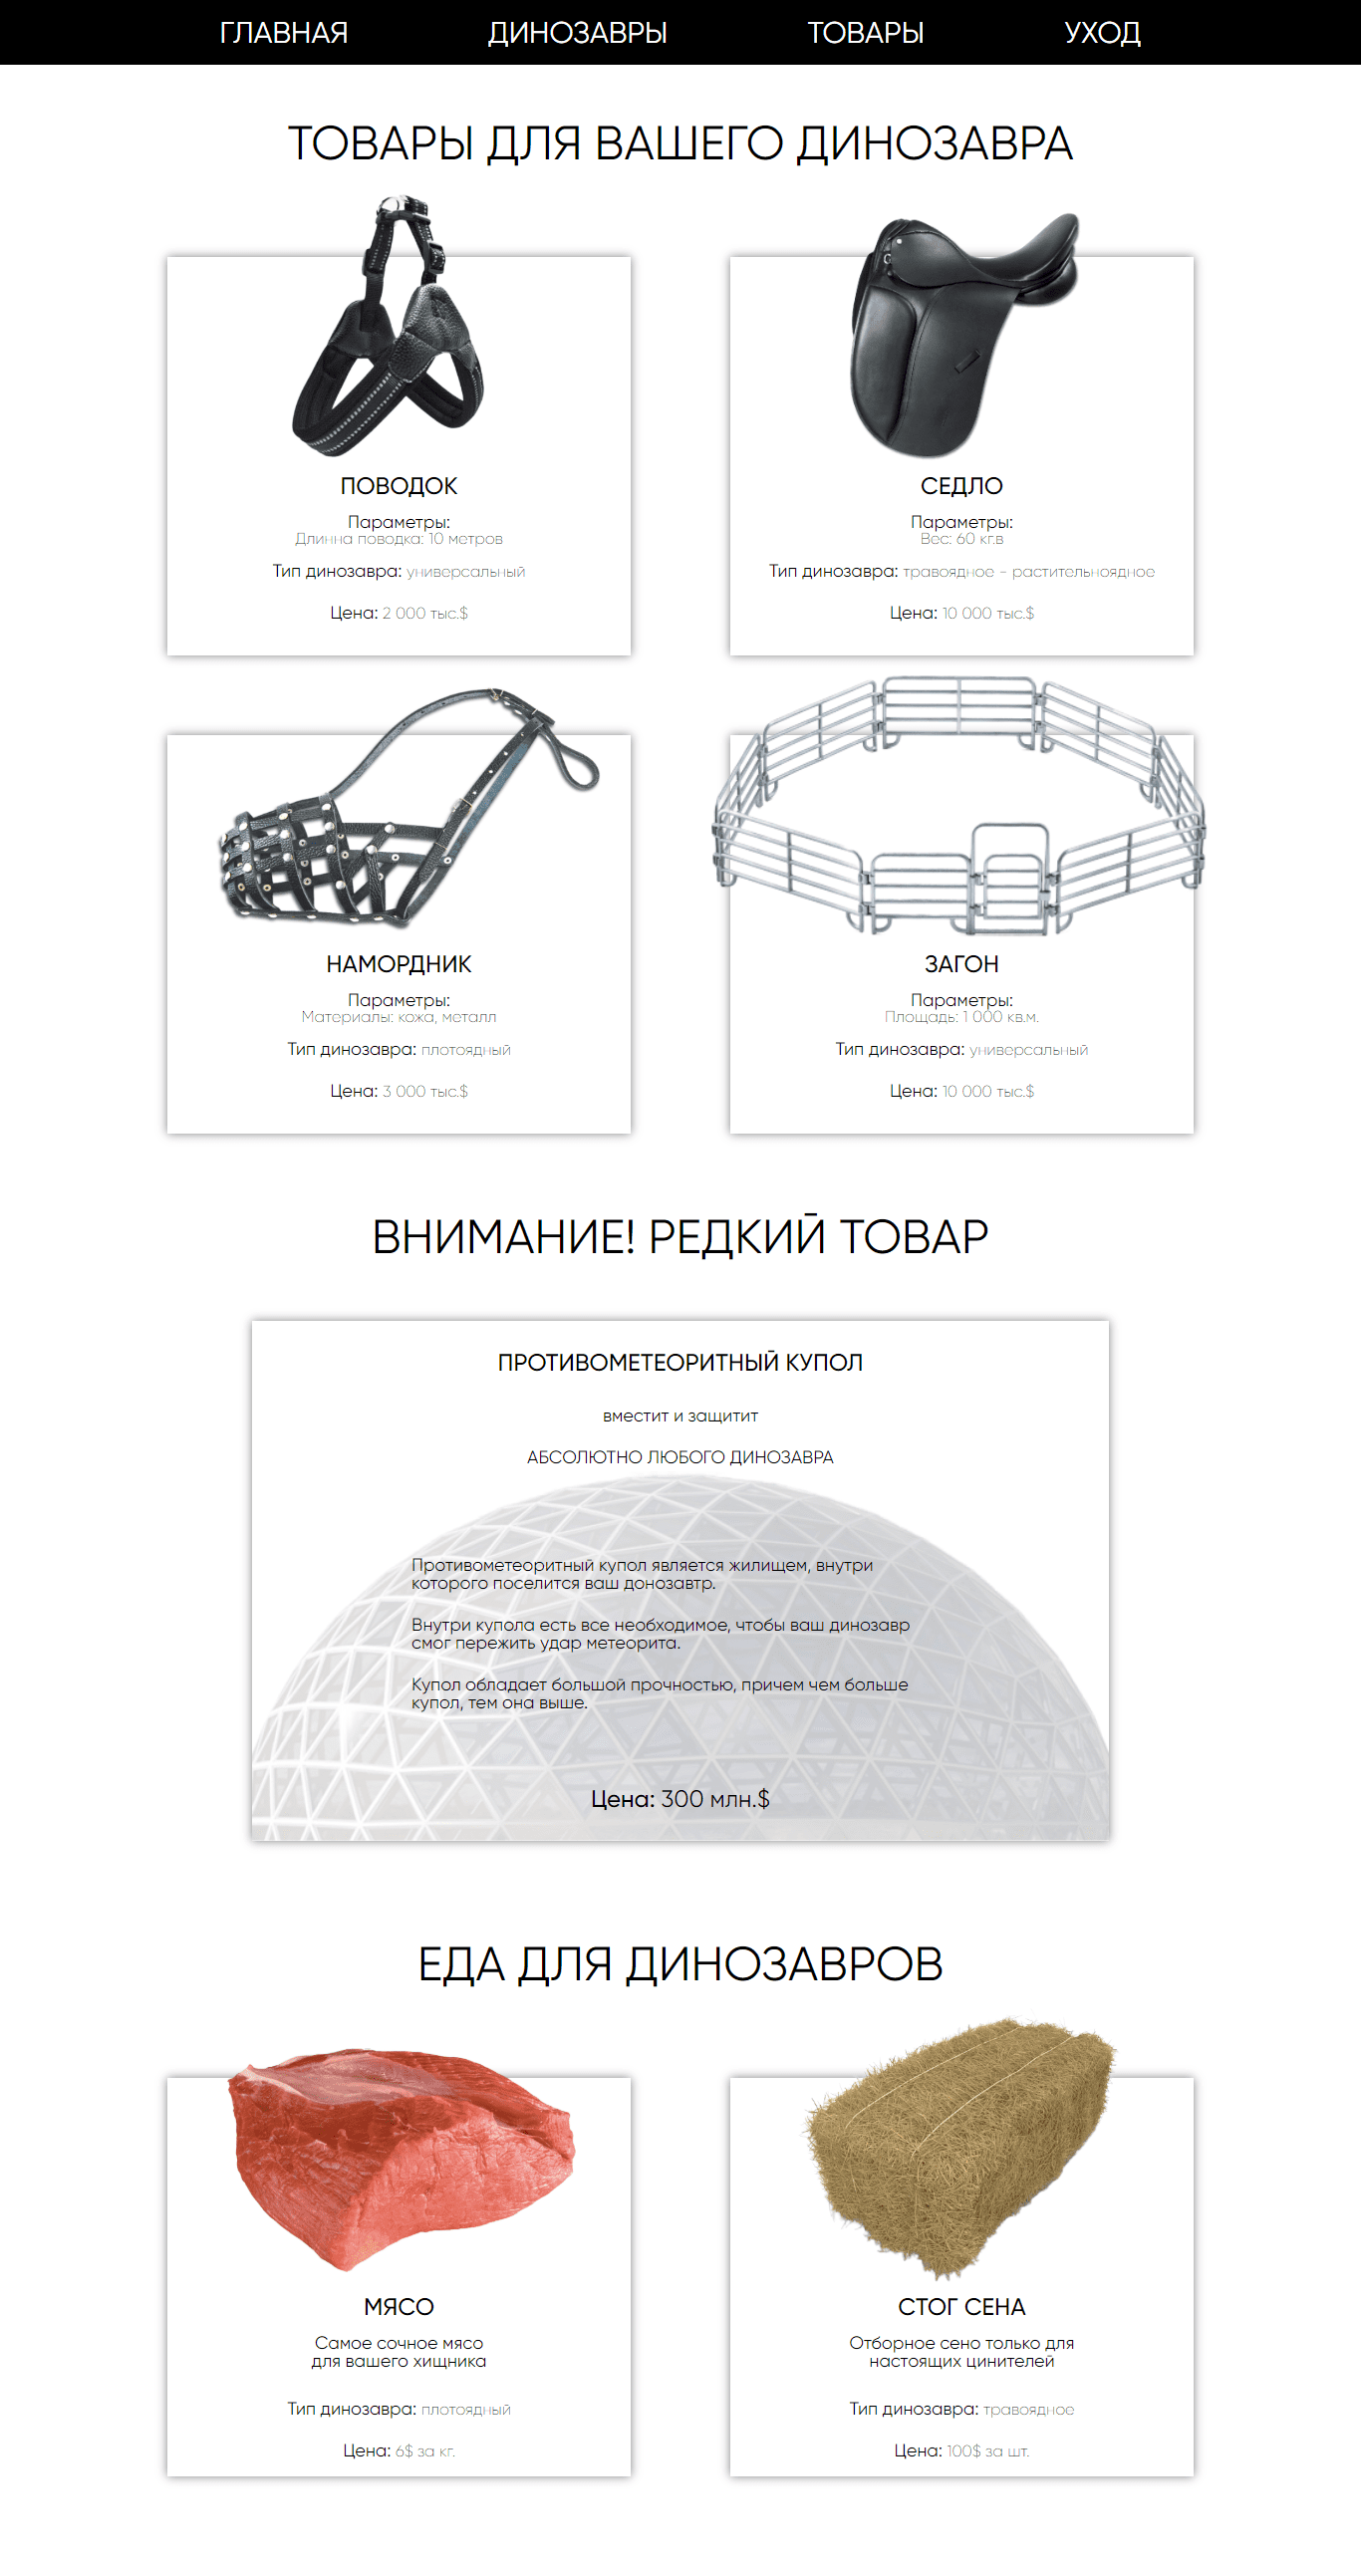 ГЛАВНАЯ ДИНОЗАВРЫ ТОВАРЫ УХОД
ТОВАРЫ ДЛЯ ВАШЕГО ДИНОЗАВРА
ПОВОДОК
Параметры:
Длинна поводка: 10 метров
Тип динозавра: универсальный
Цена: 2 000 тыс.$
СЕДЛО
Параметры:
Вес: 60 кг.в
Тип динозавра: травоядное - растительноядное
Цена: 10 000 тыс.$
НАМОРДНИК
Параметры:
Материалы: кожа, металл
Тип динозавра: плотоядный
Цена: 3 000 тыс.$
ЗАГОН
Параметры:
Площадь: 1 000 кв.м.
Тип динозавра: универсальный
Цена: 10 000 тыс.$
ВНИМАНИЕ! РЕДКИЙ ТОВАР
ПРОТИВОМЕТЕОРИТНЫЙ КУПОЛ
вместит и защитит
АБСОЛЮТНО ЛЮБОГО ДИНОЗАВРА
Противометеоритный купол является жилищем, внутри
которого поселится ваш донозавтр.
Внутри купола есть все необходимое, чтобы ваш динозавр
смог пережить удар метеорита.
Купол обладает большой прочностью, причем чем больше
купол, тем она выше.
Цена: 300 млн.$
ЕДА ДЛЯ ДИНОЗАВРОВ
МЯСО
Самое сочное мясо
для вашего хищника
Тип динозавра: плотоядный
Цена: 6$ за кг.
СТОГ СЕНА
Отборное сено только для
настоящих цинителей
Тип динозавра: травоядное
Цена: 100$ за шт.